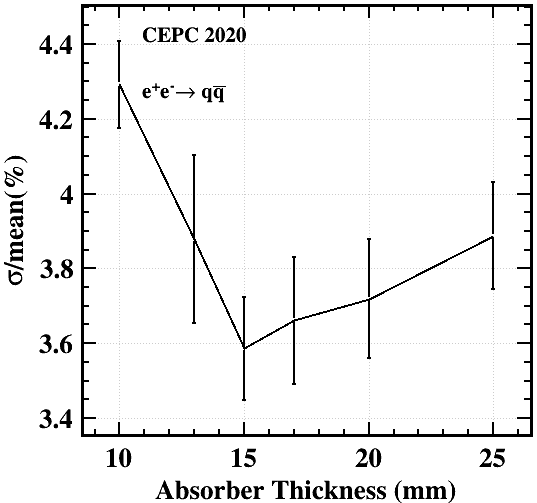 CEPC 2020
e⁺e⁻→ qq̅
σ/mean(%)
4.4
4.2
4
3.8
3.6
3.4
10 15 20 25
Absorber Thickness (mm)